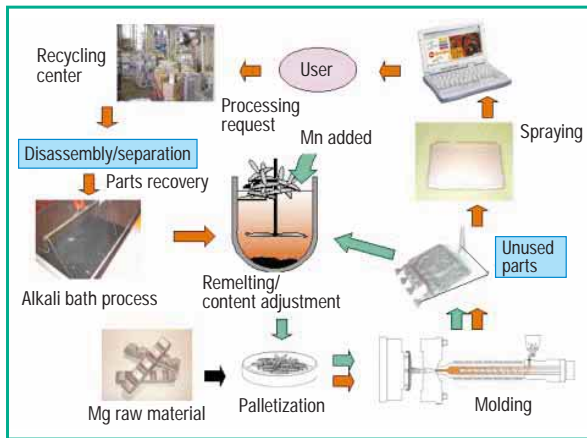 Recycling
center
User
Processing
request
Mn added
Spraying
Disassembly/separation
Parts recovery
Unused
parts
Alkali bath process
Remelting/
content adjustment
Mg raw material
Palletization
Molding